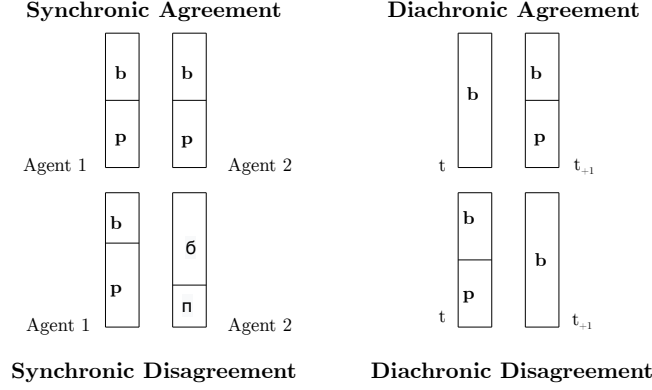 Synchronic Agreement
b b
p p
Agent 1 Agent 2
b б
p п
Agent 1 Agent 2
Synchronic Disagreement
Diachronic Agreement
b b
p
t t+1
b b
p
t t+1
Diachronic Disagreement